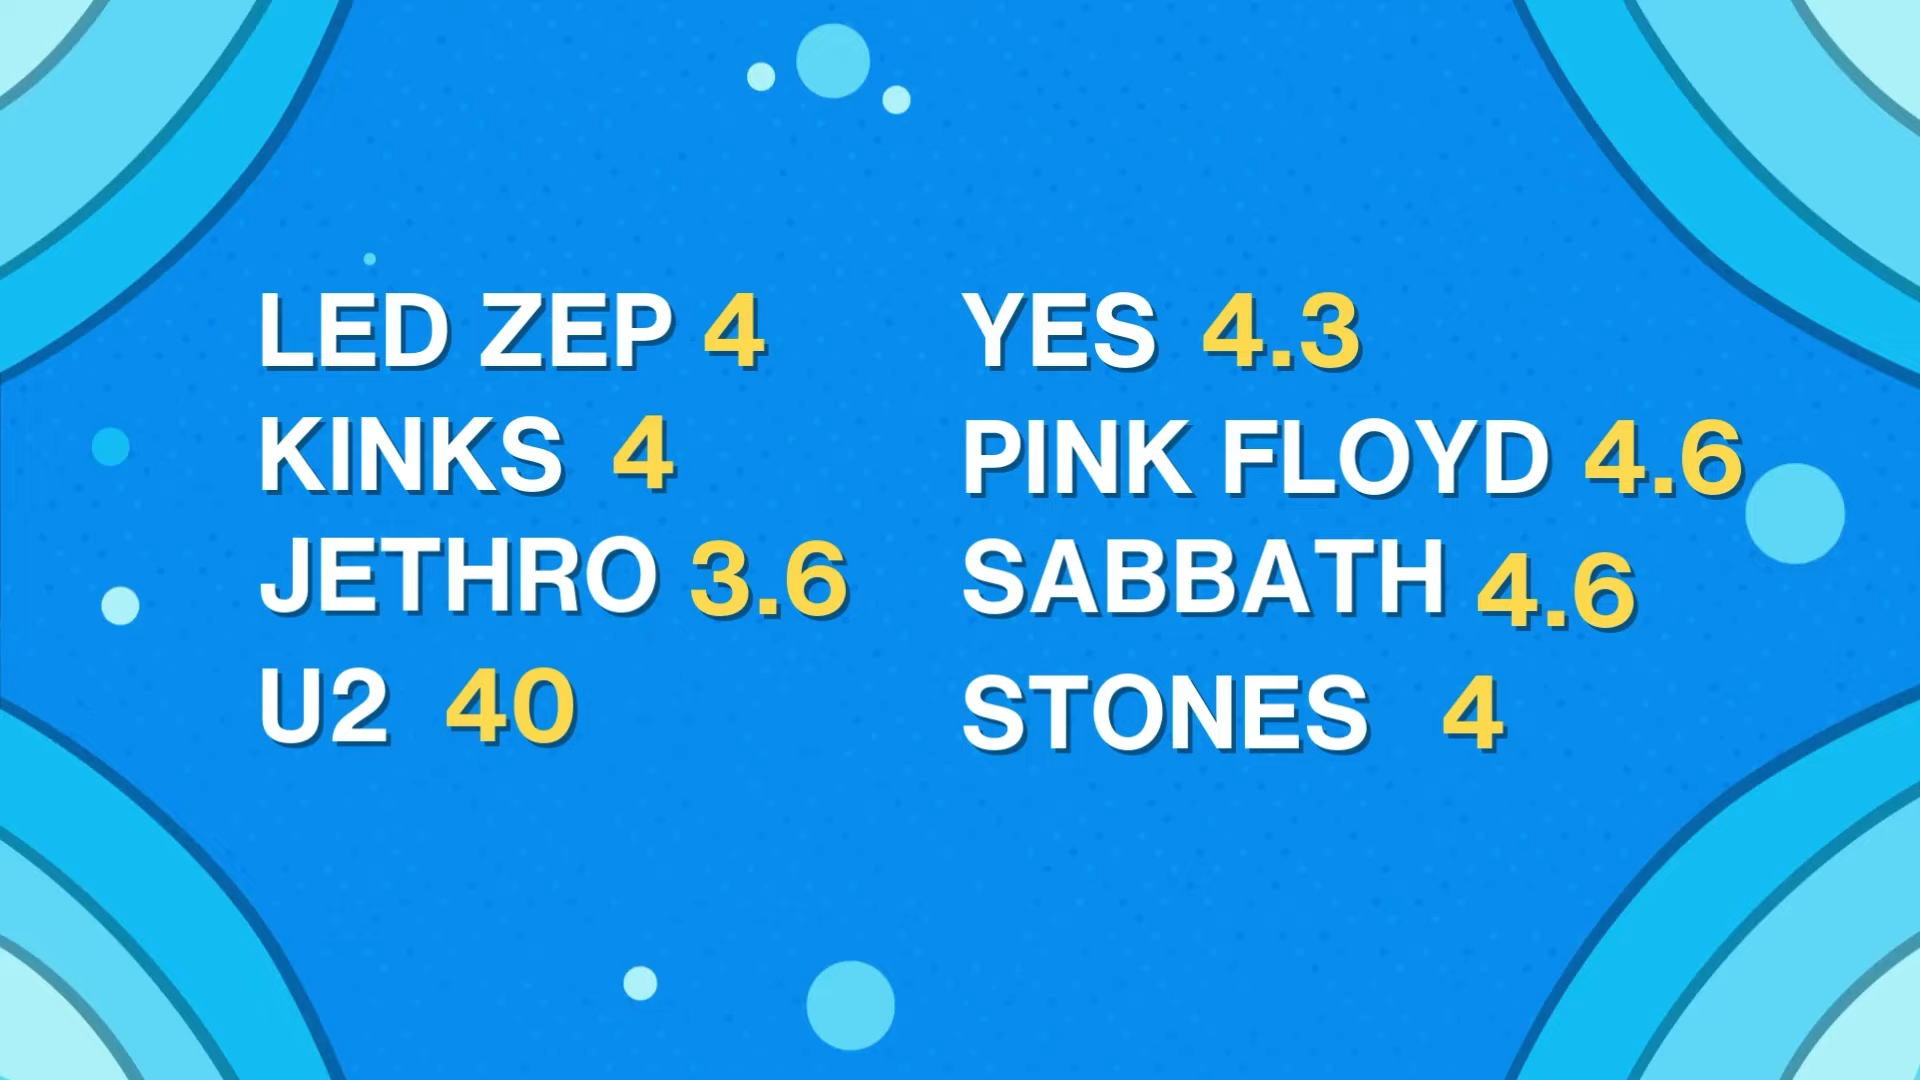 LED ZEP 4
KINKS 4
JETHRO 3.6
U2 40
YES 4.3
PINK FLOYD 4.6
SABBATH 4.6
STONES 4